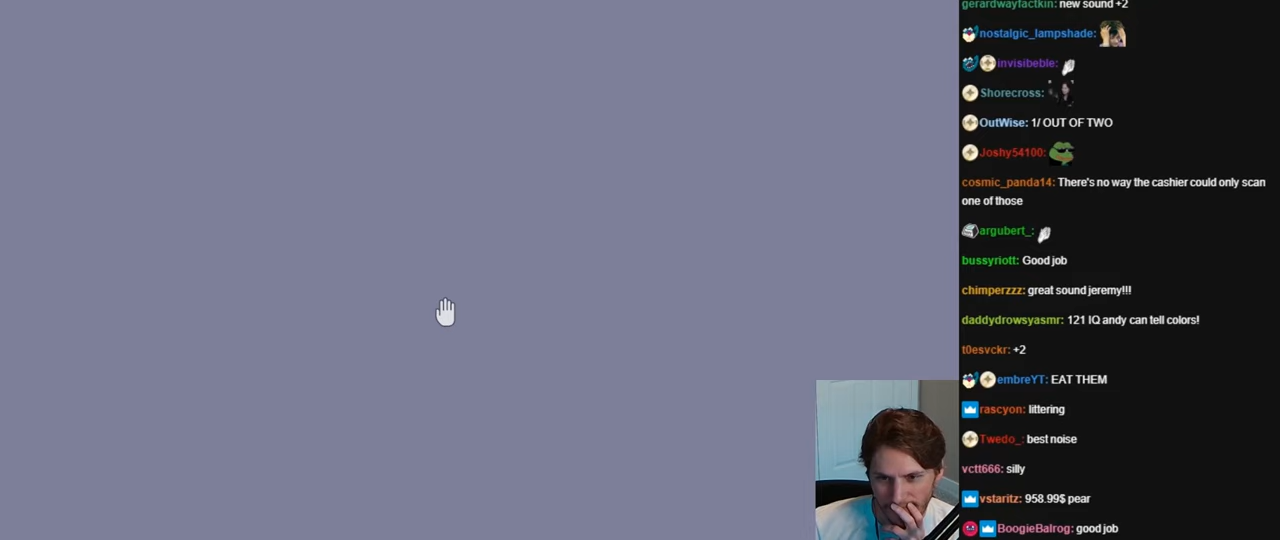 gerardwayfactkin: new sound +2
nostalgic_lampshade:
invisibeble:
Shorecross:
OutWise: 1/ OUT OF TWO
Joshy54100:
cosmic_panda14: There's no way the cashier could only scan
one of those
argubert_:
bussyriott: Good job
chimperzzz: great sound jeremy!!!
daddydrowsyasmr: 121 IQ andy can tell colors!
t0esvckr: +2
embreYT: EAT THEM
rascyon: littering
Twedo_: best noise
vctt666: silly
vstaritz: 958.99$ pear
BoogieBalrog: good job